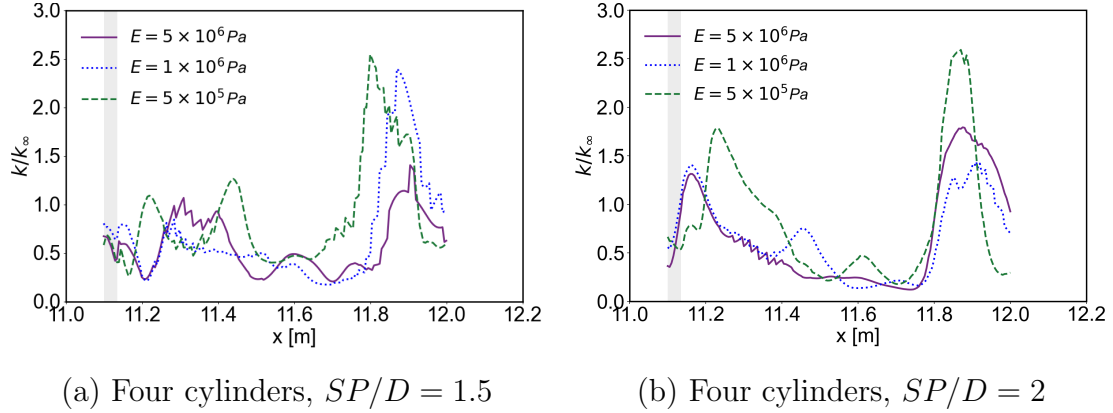 3.0
2.5
2.0
1.5
1.0
0.5
0.0
k/k∞
E = 5 × 10⁶Pa
E = 1 × 10⁶Pa
E = 5 × 10⁵Pa
11.0 11.2 11.4 11.6 11.8 12.0 12.2
x [m]
(a) Four cylinders, SP/D = 1.5
3.0
2.5
2.0
1.5
1.0
0.5
0.0
k/k∞
E = 5 × 10⁶Pa
E = 1 × 10⁶Pa
E = 5 × 10⁵Pa
11.0 11.2 11.4 11.6 11.8 12.0 12.2
x [m]
(b) Four cylinders, SP/D = 2